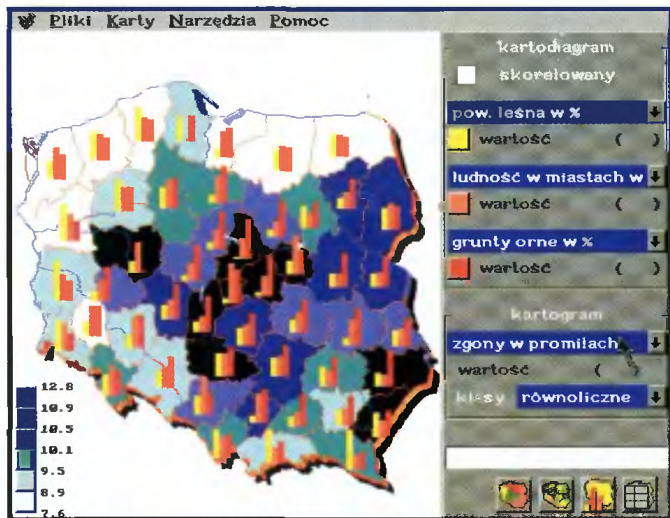 Pliki Karty Narzędzia Pomoc
kartodiagram
skorelowany
pow. leśna w %
wartość ( )
ludność w miastach w
wartość ( )
grunty orne w %
wartość ( )
kartogram
zgony w promilach
wartość (
klasy równoliczne
12.8
10.9
10.5
10.1
9.5
8.9
7.6